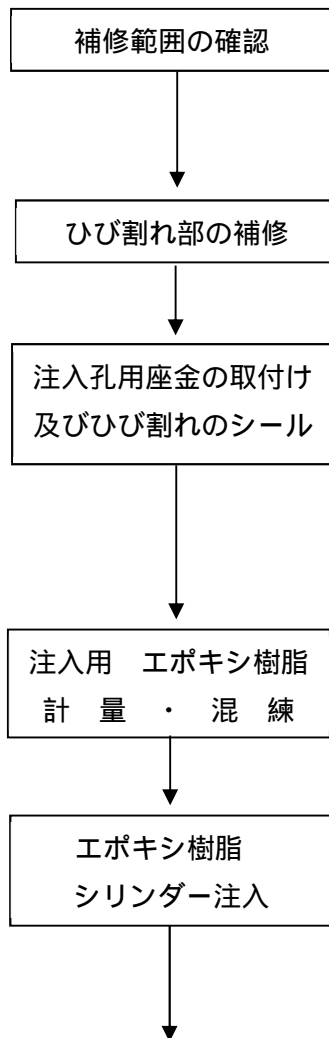 補修範囲の確認
ひび割れ部の補修
注入孔用座金の取付け
及びひび割れのシール
注入用　エポキシ樹脂
計　量　・　混　練
エポキシ樹脂
シリンダー注入